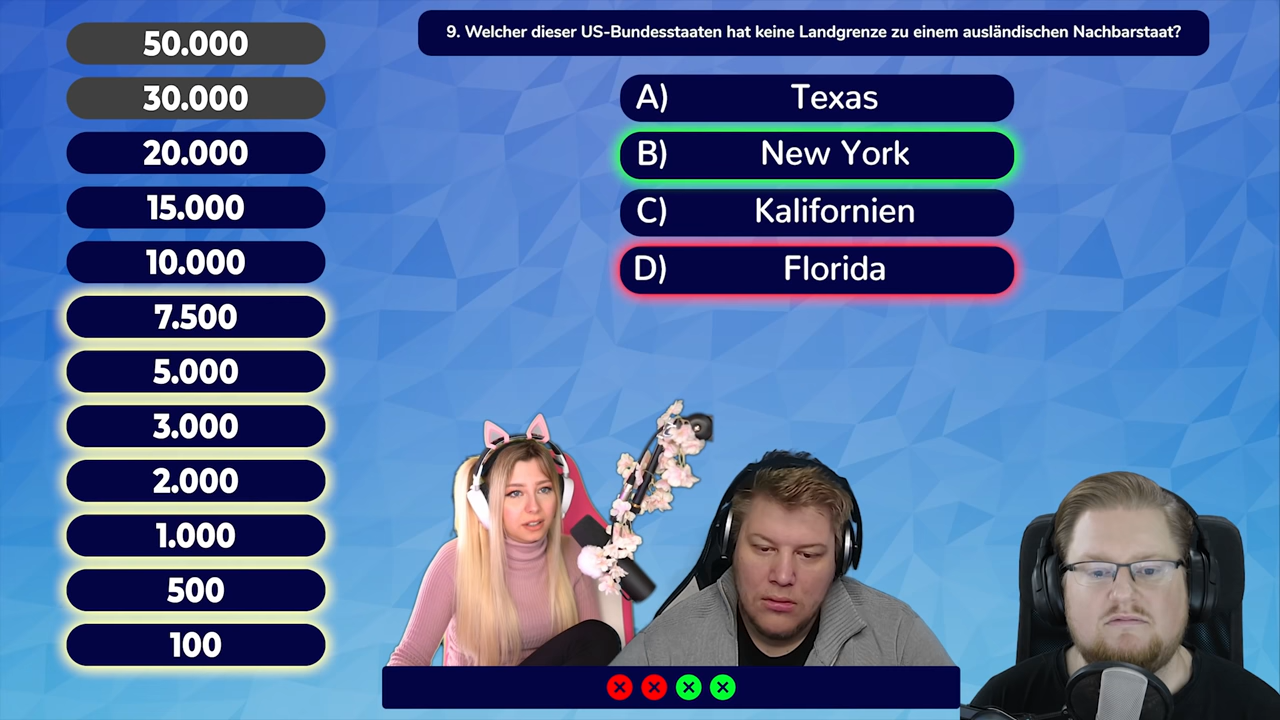 50.000
30.000
20.000
15.000
10.000
7.500
5.000
3.000
2.000
1.000
500
100
9. Welcher dieser US-Bundesstaaten hat keine Landgrenze zu einem ausländischen Nachbarstaat?
A) Texas
B) New York
C) Kalifornien
D) Florida